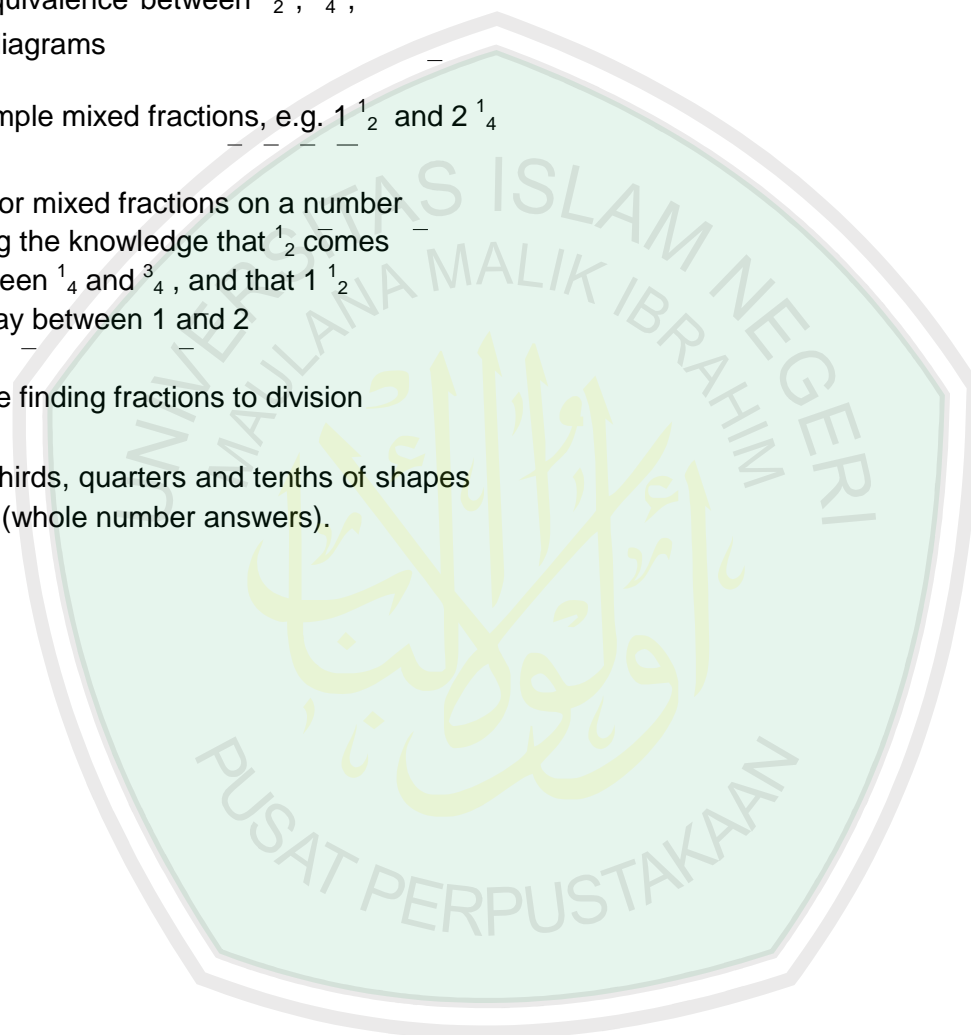 quivalence between 2 , 4 ,
iagrams
mple mixed fractions, e.g. 1 1 2 and 2 1 4
or mixed fractions on a number
g the knowledge that 1 2 comes
een 1 4 and 3 4 , and that 1 1 2
ay between 1 and 2
e finding fractions to division
hirds, quarters and tenths of shapes
(whole number answers).
UNIVERSITAS ISLAM NEGERI
MAULANA MALIK IBRAHIM
PUSAT PERPUSTAKAAN